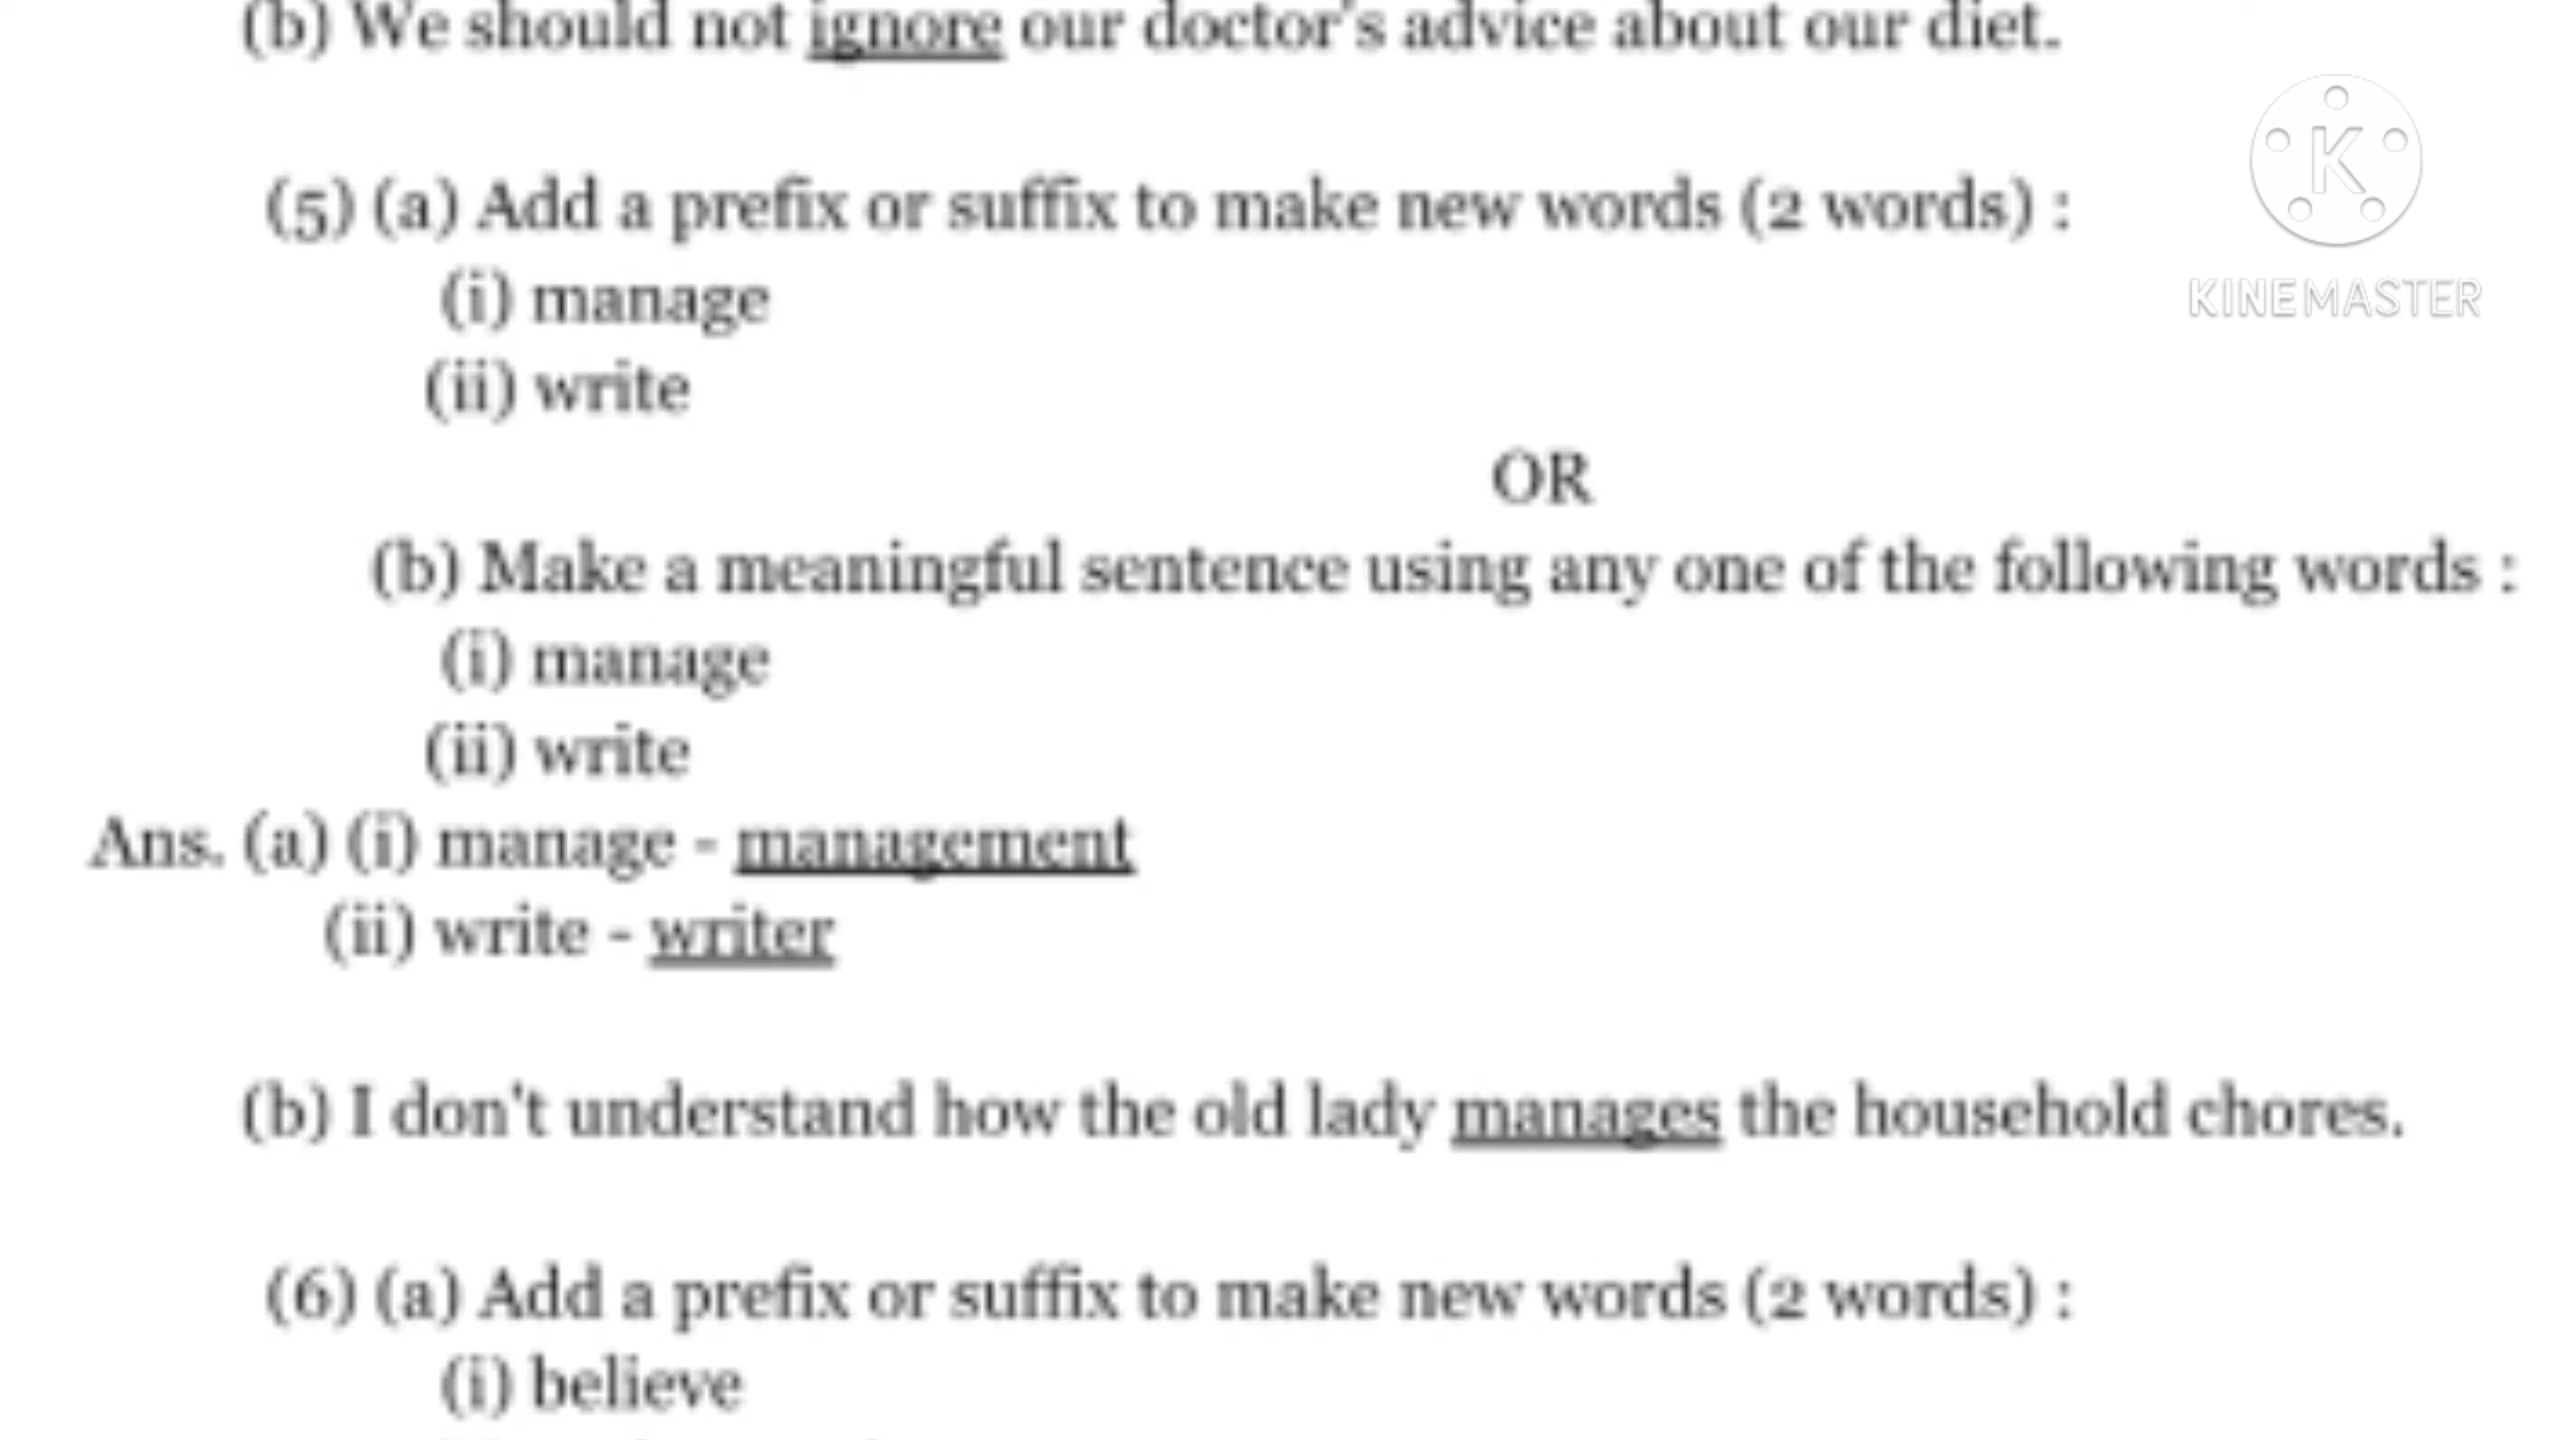 (b) We should not ignore our doctor's advice about our diet.
(5) (a) Add a prefix or suffix to make new words (2 words) :
(i) manage
(ii) write
OR
(b) Make a meaningful sentence using any one of the following words :
(i) manage
(ii) write
Ans. (a) (i) manage - management
(ii) write - writer
(b) I don't understand how the old lady manages the household chores.
(6) (a) Add a prefix or suffix to make new words (2 words) :
(i) believe
K
KINEMASTER